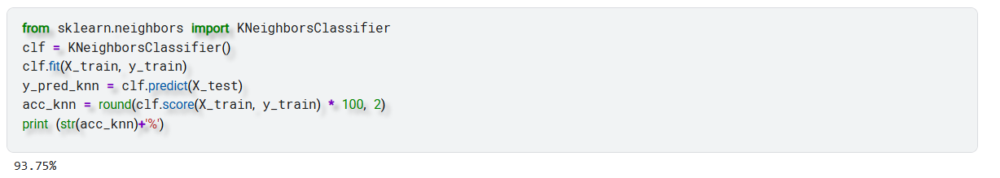 from sklearn.neighbors import KNeighborsClassifier
clf = KNeighborsClassifier()
clf.fit(X_train, y_train)
y_pred_knn = clf.predict(X_test)
acc_knn = round(clf.score(X_train, y_train) * 100, 2)
print (str(acc_knn)+'%')
93.75%